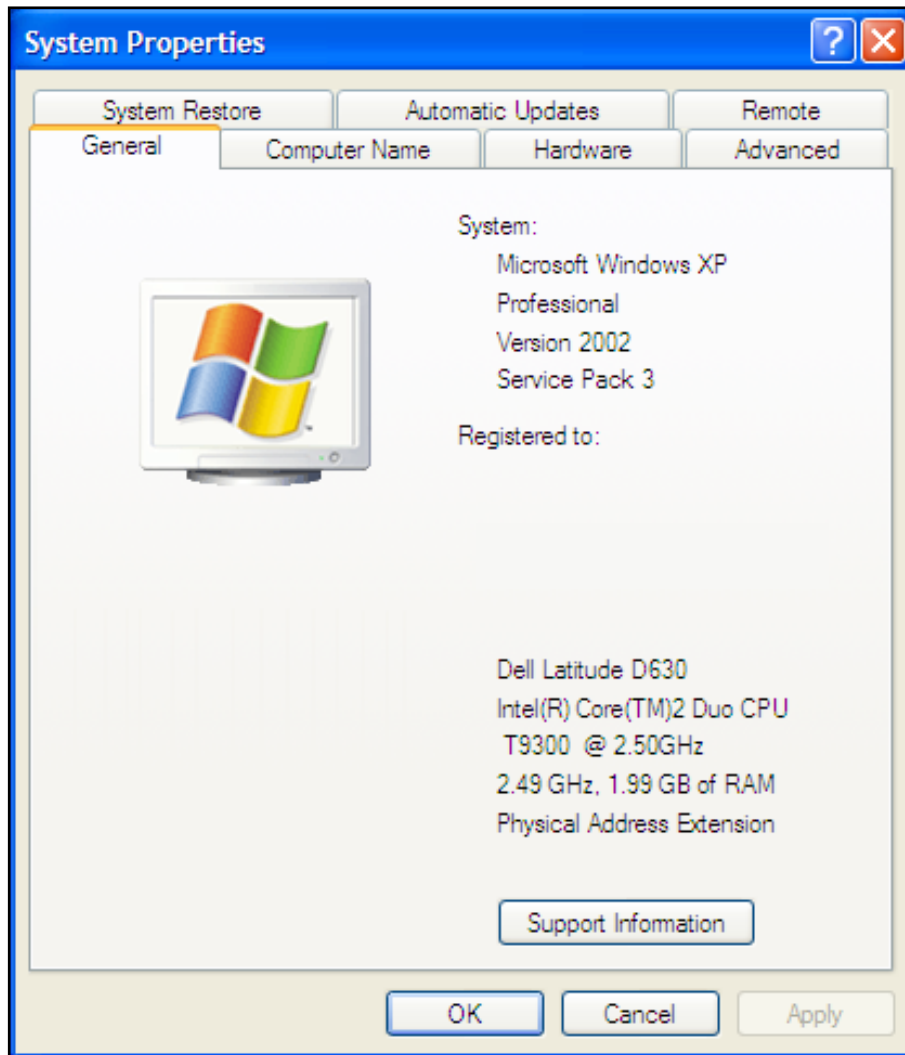 System Properties
System Restore
Automatic Updates
Remote
General
Computer Name
Hardware
Advanced
System:
Microsoft Windows XP
Professional
Version 2002
Service Pack 3
Registered to:
Dell Latitude D630
Intel(R) Core(TM)2 Duo CPU
T9300 @ 2.50GHz
2.49 GHz, 1.99 GB of RAM
Physical Address Extension
Support Information
OK
Cancel
Apply